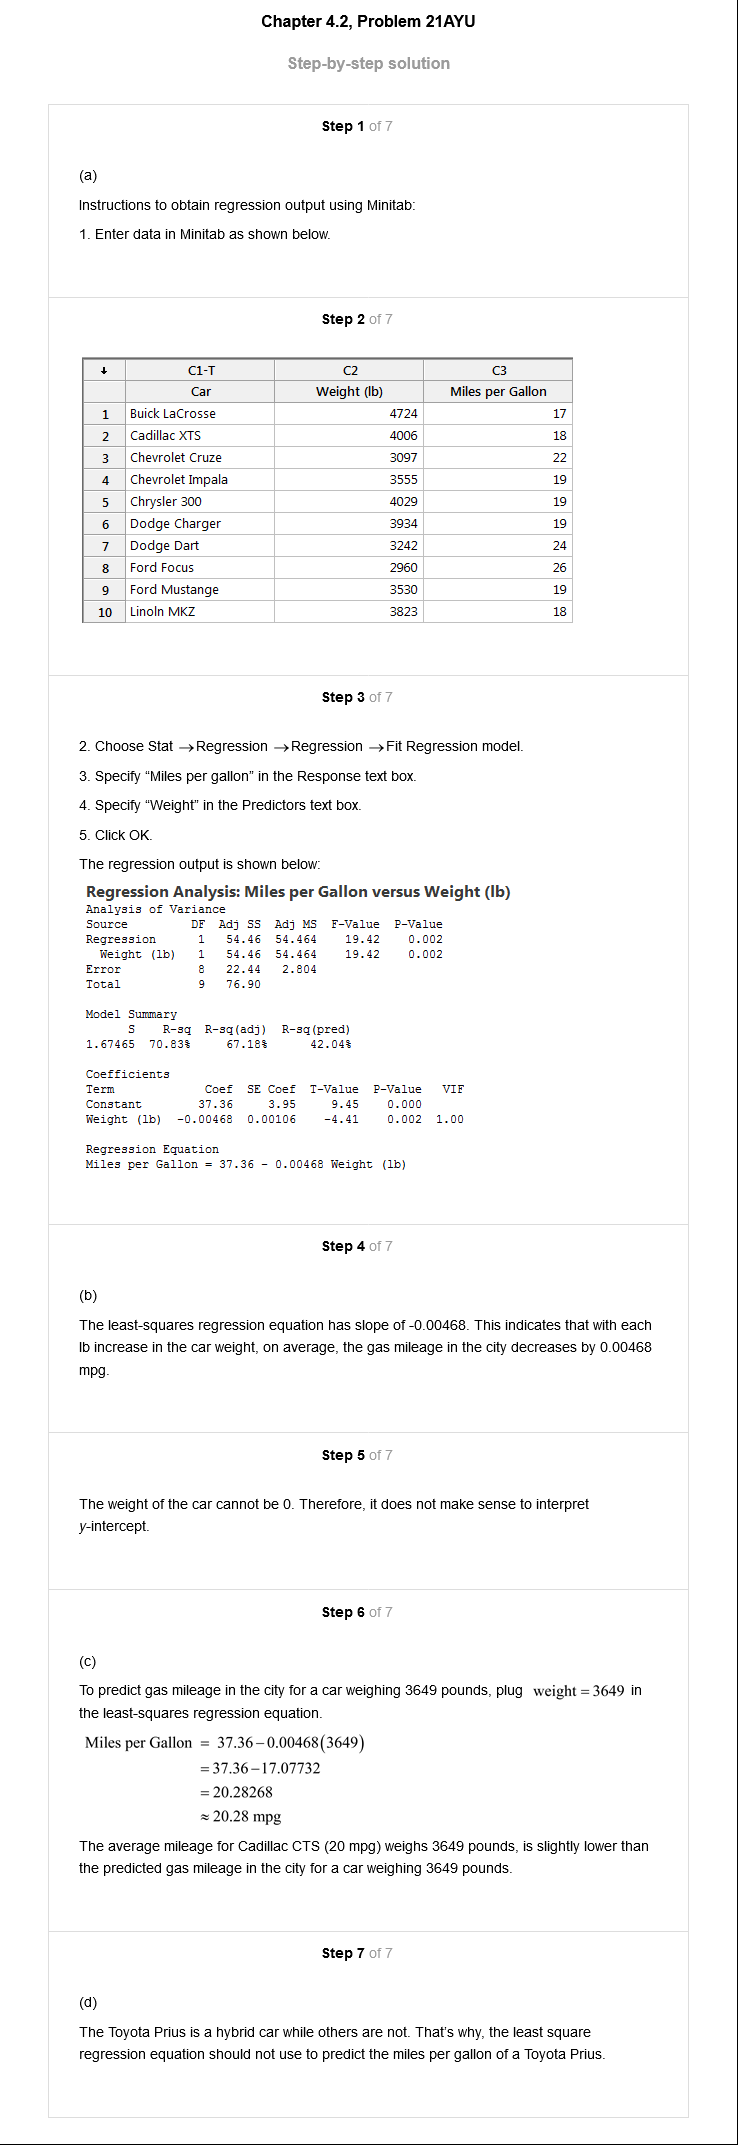 Chapter 4.2, Problem 21AYU
Step-by-step solution
Step 1 of 7
(a)
Instructions to obtain regression output using Minitab:
1. Enter data in Minitab as shown below.
Step 2 of 7
↓ C1-T C2 C3
Car Weight (lb) Miles per Gallon
1 Buick LaCrosse 4724 17
2 Cadillac XTS 4006 18
3 Chevrolet Cruze 3097 22
4 Chevrolet Impala 3555 19
5 Chrysler 300 4029 19
6 Dodge Charger 3934 19
7 Dodge Dart 3242 24
8 Ford Focus 2960 26
9 Ford Mustange 3530 19
10 Linoln MKZ 3823 18
Step 3 of 7
2. Choose Stat →Regression →Regression →Fit Regression model.
3. Specify “Miles per gallon” in the Response text box.
4. Specify “Weight” in the Predictors text box.
5. Click OK.
The regression output is shown below:
Regression Analysis: Miles per Gallon versus Weight (lb)
Analysis of Variance
Source DF Adj SS Adj MS F-Value P-Value
Regression 1 54.46 54.464 19.42 0.002
Weight (lb) 1 54.46 54.464 19.42 0.002
Error 8 22.44 2.804
Total 9 76.90
Model Summary
S R-sq R-sq(adj) R-sq(pred)
1.67465 70.83% 67.18% 42.04%
Coefficients
Term Coef SE Coef T-Value P-Value VIF
Constant 37.36 3.95 9.45 0.000
Weight (lb) -0.00468 0.00106 -4.41 0.002 1.00
Regression Equation
Miles per Gallon = 37.36 - 0.00468 Weight (lb)
Step 4 of 7
(b)
The least-squares regression equation has slope of -0.00468. This indicates that with each
lb increase in the car weight, on average, the gas mileage in the city decreases by 0.00468
mpg.
Step 5 of 7
The weight of the car cannot be 0. Therefore, it does not make sense to interpret
y-intercept.
Step 6 of 7
(c)
To predict gas mileage in the city for a car weighing 3649 pounds, plug weight = 3649 in
the least-squares regression equation.
Miles per Gallon = 37.36 – 0.00468(3649)
= 37.36 – 17.07732
= 20.28268
≈ 20.28 mpg
The average mileage for Cadillac CTS (20 mpg) weighs 3649 pounds, is slightly lower than
the predicted gas mileage in the city for a car weighing 3649 pounds.
Step 7 of 7
(d)
The Toyota Prius is a hybrid car while others are not. That’s why, the least square
regression equation should not use to predict the miles per gallon of a Toyota Prius.